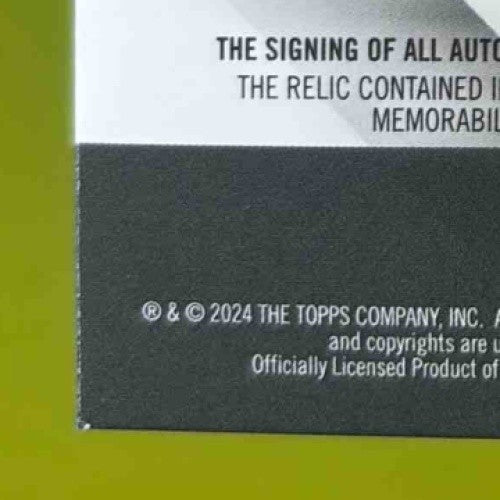 THE SIGNING OF ALL AUTO
THE RELIC CONTAINED I
MEMORABIL
® & © 2024 THE TOPPS COMPANY, INC. A
and copyrights are u
Officially Licensed Product of